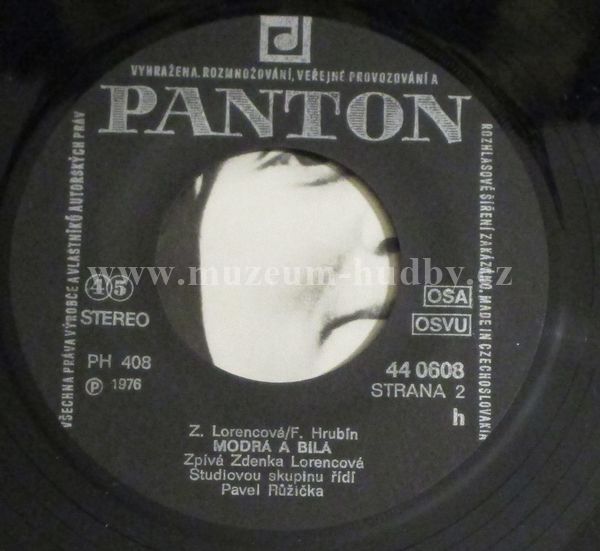 VYHRAŽENA. ROZMNOŽOVÁNÍ, VEŘEJNÉ PROVOZOVÁNÍ A
PANTON
VŠECHNA PRÁVA VÝROBCE A VLASTNÍKŮ AUTORSKÝCH PRÁV
ROZHLASOVÉ ŠÍŘENÍ ZAKÁZÁNO. MADE IN CZECHOSLOVAKIA
www.muzeum-hudby.cz
45
STEREO
OSA
OSVU
PH 408
Ⓟ 1976
44 0608
STRANA 2
h
Z. Lorencová/F. Hrubín
MODRÁ A BÍLÁ
Zpívá Zdenka Lorencová
Studiovou skupinu řídí
Pavel Růžička